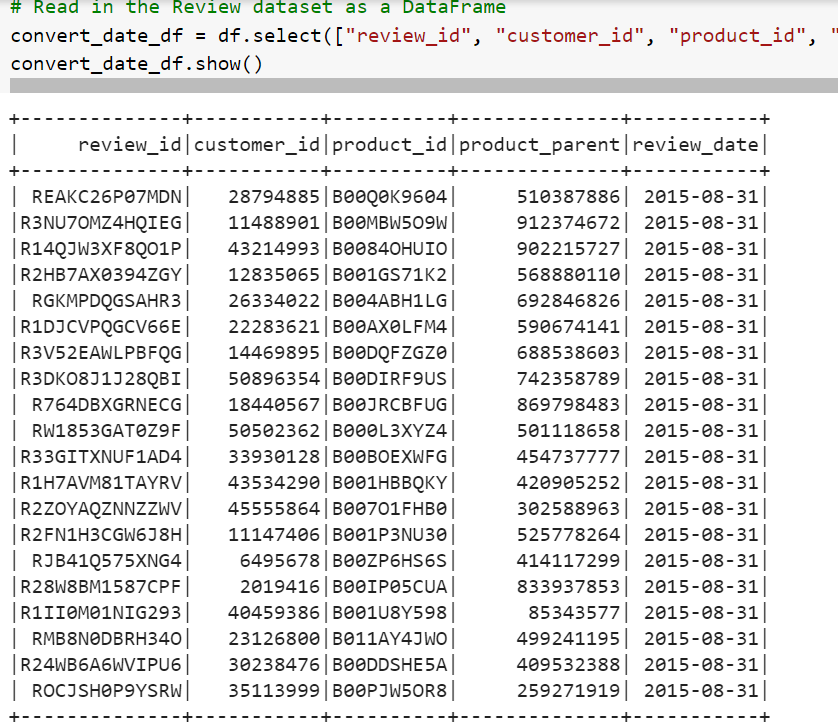 # Read in the Review dataset as a DataFrame
convert_date_df = df.select(["review_id", "customer_id", "product_id", "
convert_date_df.show()
+--------------+-----------+----------+--------------+-----------+
|     review_id|customer_id|product_id|product_parent|review_date|
+--------------+-----------+----------+--------------+-----------+
| REAKC26P07MDN|   28794885|B00Q0K9604|     510387886| 2015-08-31|
|R3NU7OMZ4HQIEG|   11488901|B00MBW5O9W|     912374672| 2015-08-31|
|R14QJW3XF8QO1P|   43214993|B0084OHUIO|     902215727| 2015-08-31|
|R2HB7AX0394ZGY|   12835065|B001GS71K2|     568880110| 2015-08-31|
| RGKMPDQGSAHR3|   26334022|B004ABH1LG|     692846826| 2015-08-31|
|R1DJCVPQGCV66E|   22283621|B00AX0LFM4|     590674141| 2015-08-31|
|R3V52EAWLPBFQG|   14469895|B00DQFZGZ0|     688538603| 2015-08-31|
|R3DKO8J1J28QBI|   50896354|B00DIRF9US|     742358789| 2015-08-31|
| R764DBXGRNECG|   18440567|B00JRCBFUG|     869798483| 2015-08-31|
| RW1853GAT0Z9F|   50502362|B000L3XYZ4|     501118658| 2015-08-31|
|R33GITXNUF1AD4|   33930128|B00BOEXWFG|     454737777| 2015-08-31|
|R1H7AVM81TAYRV|   43534290|B001HBBQKY|     420905252| 2015-08-31|
|R2ZOYAQZNNZZWV|   45555864|B007O1FHB0|     302588963| 2015-08-31|
|R2FN1H3CGW6J8H|   11147406|B001P3NU30|     525778264| 2015-08-31|
| RJB41Q575XNG4|    6495678|B00ZP6HS6S|     414117299| 2015-08-31|
|R28W8BM1587CPF|    2019416|B00IP05CUA|     833937853| 2015-08-31|
|R1II0M01NIG293|   40459386|B001U8Y598|      85343577| 2015-08-31|
| RMB8N0DBRH34O|   23126800|B011AY4JWO|     499241195| 2015-08-31|
|R24WB6A6WVIPU6|   30238476|B00DDSHE5A|     409532388| 2015-08-31|
| ROCJSH0P9YSRW|   35113999|B00PJW5OR8|     259271919| 2015-08-31|
+--------------+-----------+----------+--------------+-----------+